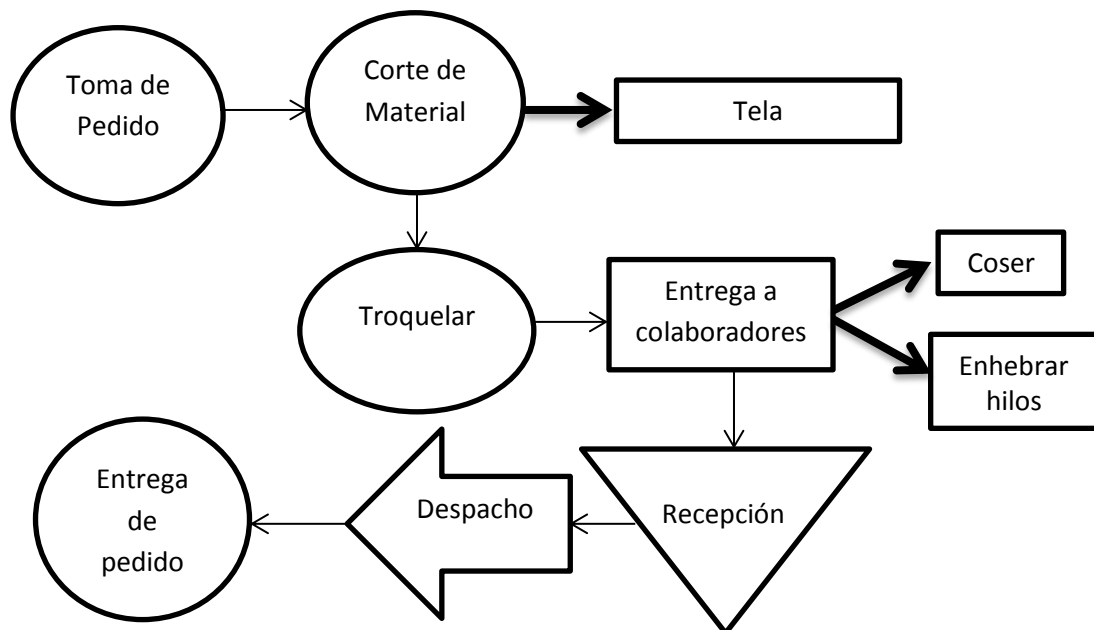 Toma de
Pedido
Corte de
Material
Tela
Troquelar
Entrega a
colaboradores
Coser
Enhebrar
hilos
Recepción
Despacho
Entrega
de
pedido